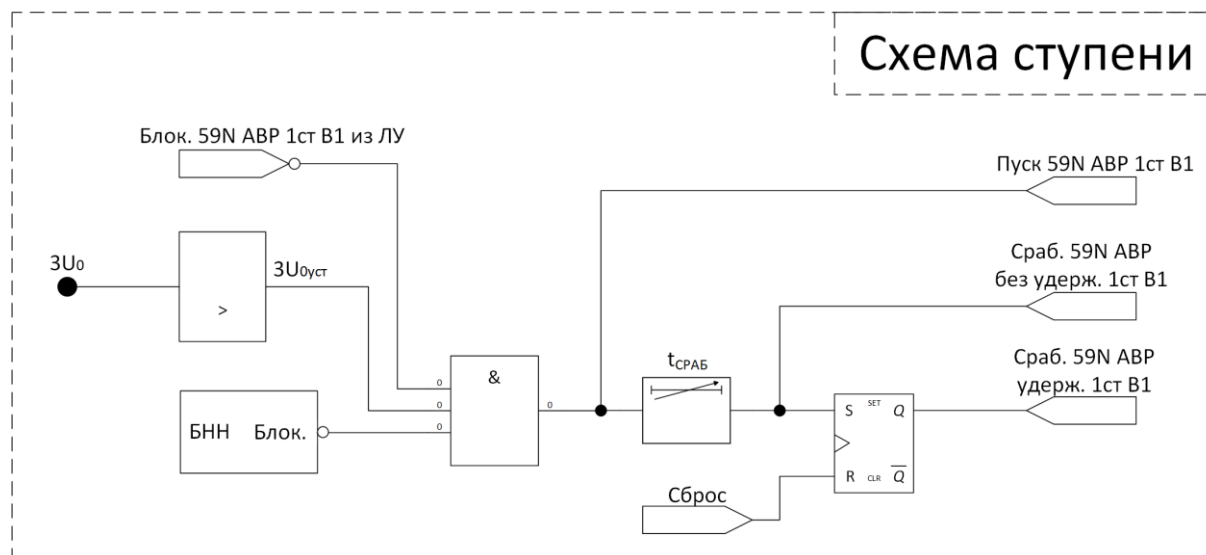 Схема ступени
Блок. 59N АВР 1ст В1 из ЛУ
Пуск 59N АВР 1ст В1
3U₀
3U₀уст
>
Сраб. 59N АВР
без удерж. 1ст В1
БНН Блок.
&
0
0
0
0
tСРАБ
Сраб. 59N АВР
удерж. 1ст В1
S SET Q
R CLR Q̅
Сброс